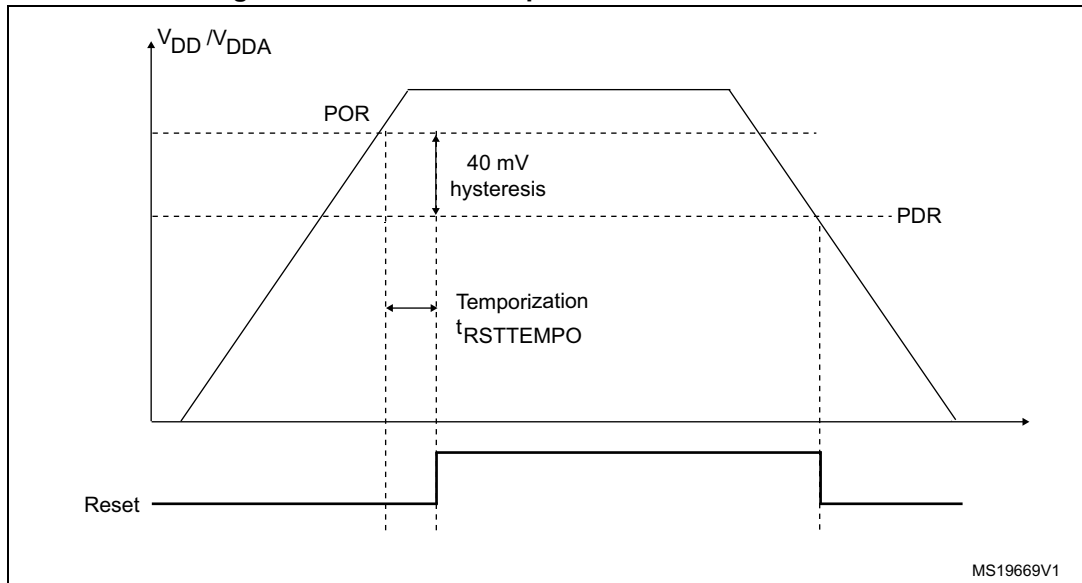 VDD /VDDA
POR
40 mV
hysteresis
PDR
Temporization
tRSTTEMPO
Reset
MS19669V1